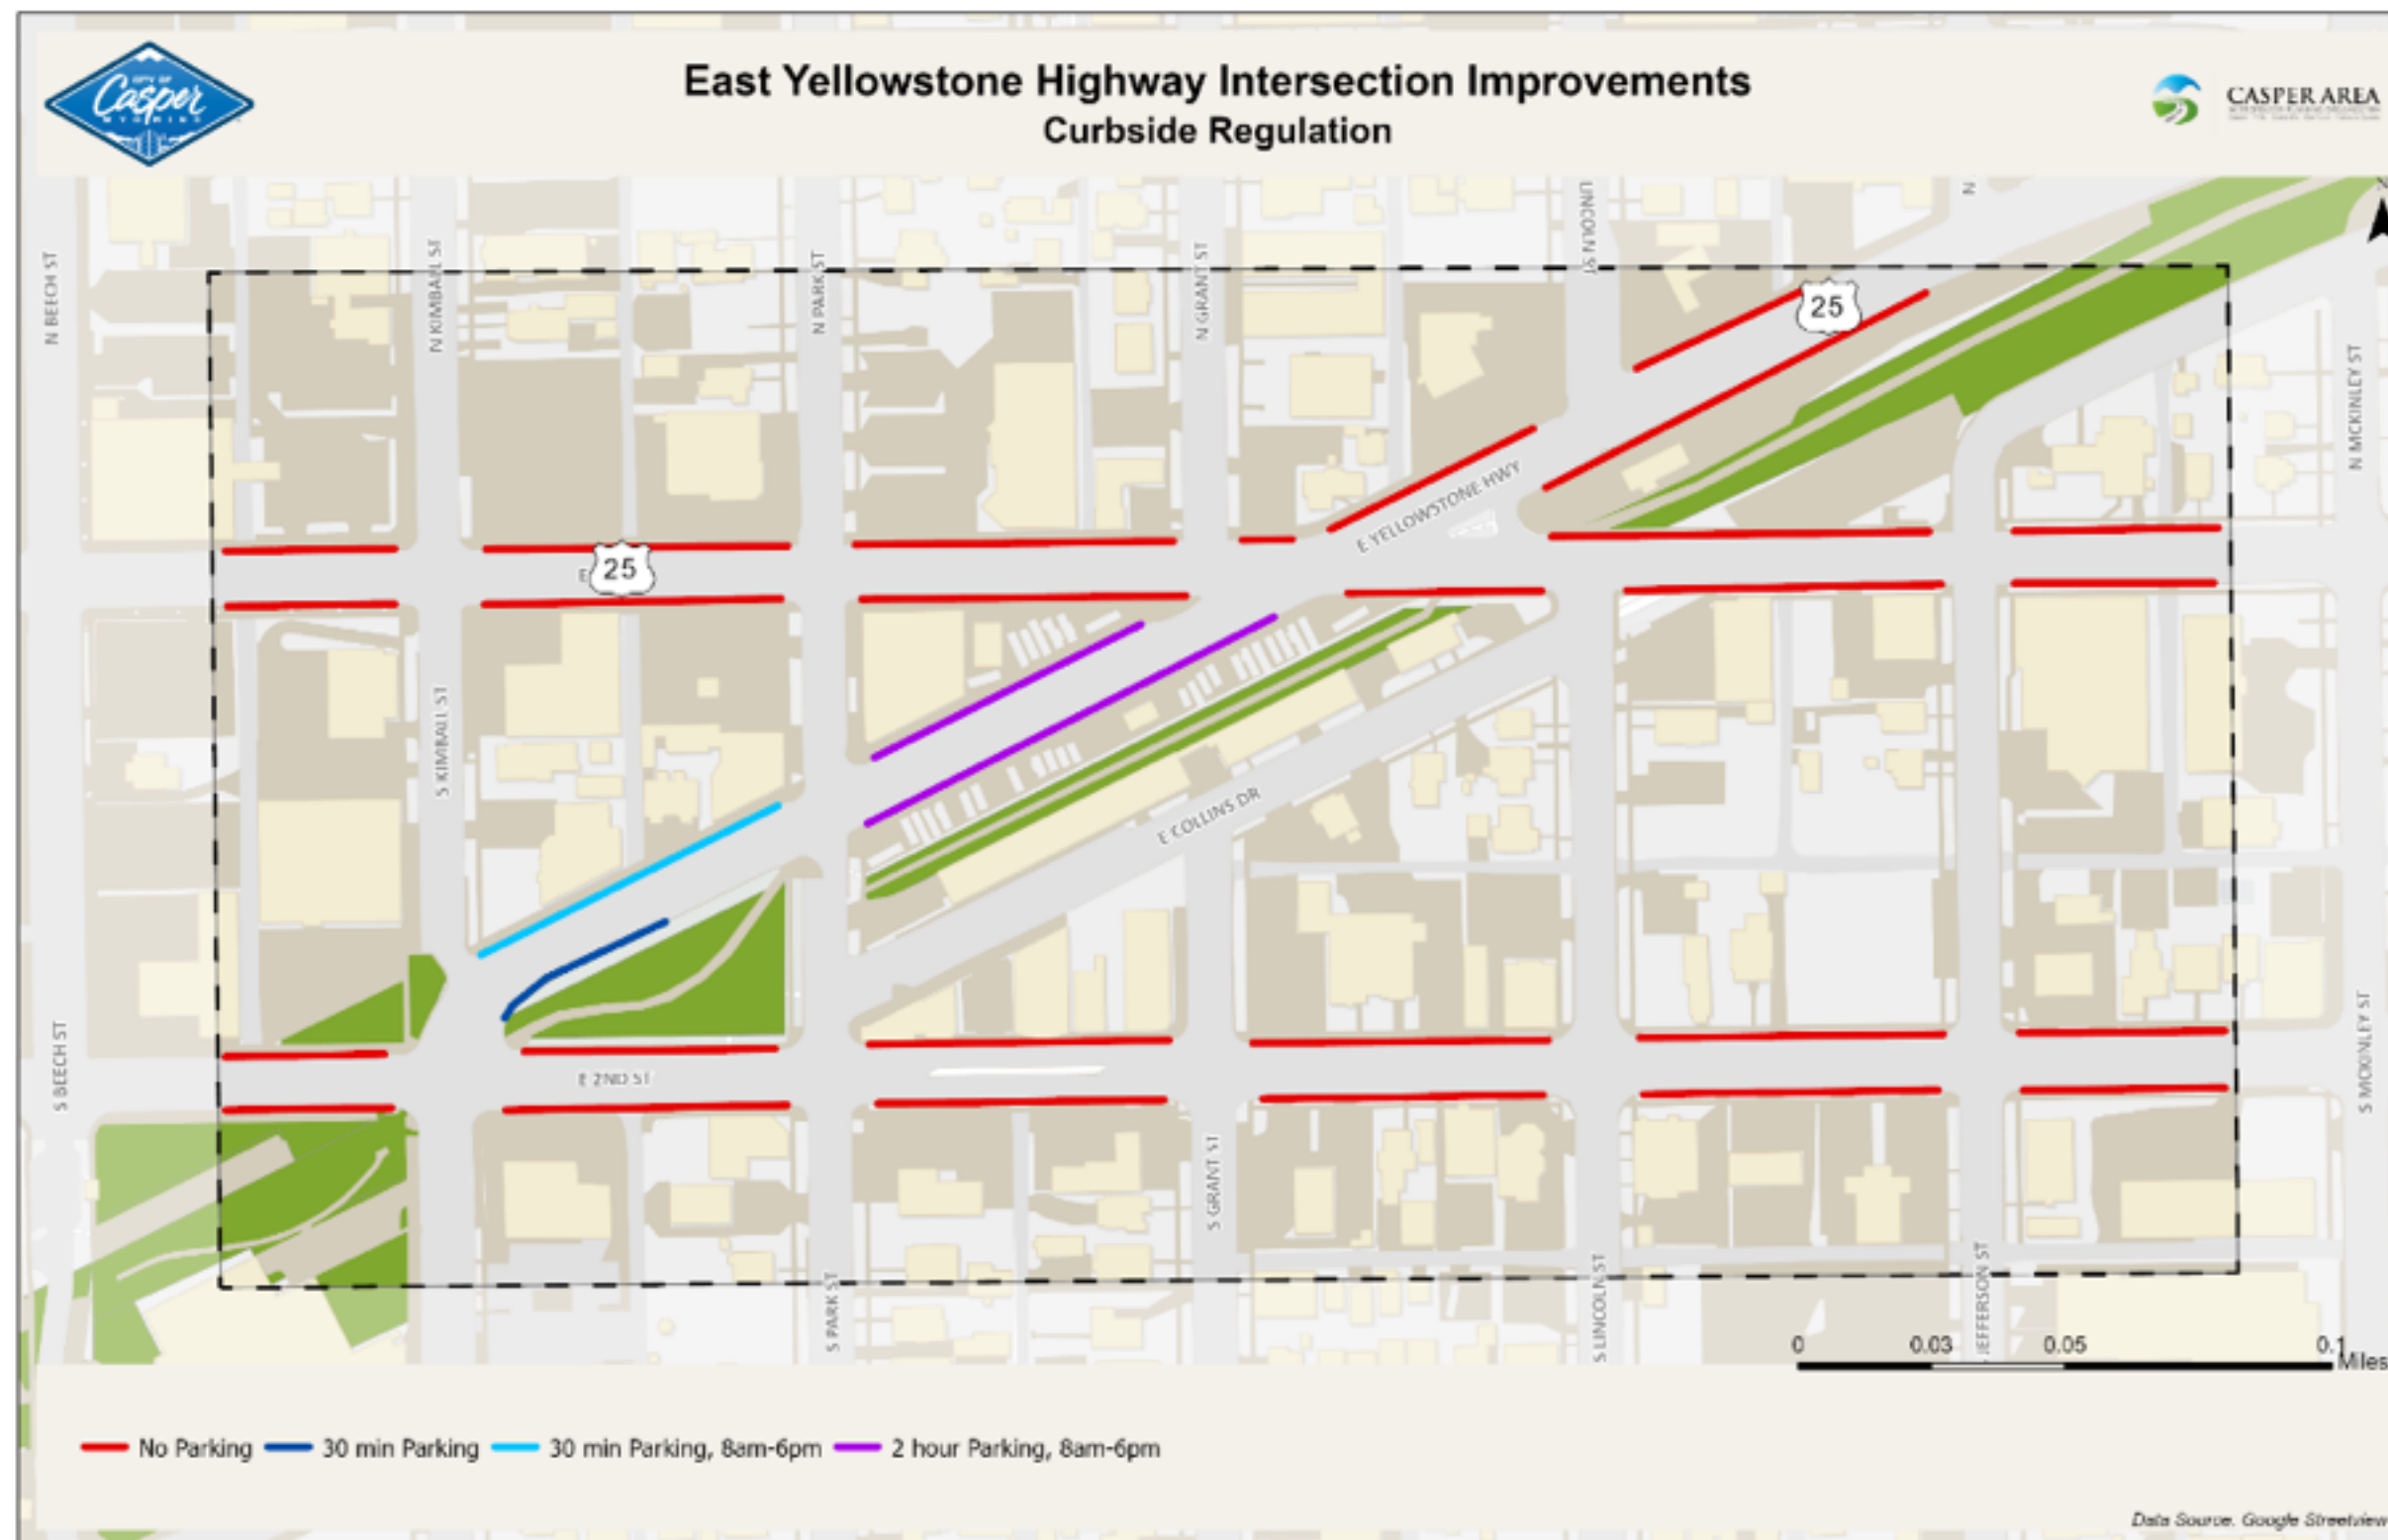 CITY OF
Casper
WYOMING
East Yellowstone Highway Intersection Improvements
Curbside Regulation
CASPER AREA
N BEECH ST
N KIMBALL ST
N PARK ST
N GRANT ST
LINCOLN ST
N
25
N MCKINLEY ST
E YELLOWSTONE HWY
E
25
S KIMBALL ST
E COLLINS DR
S BEECH ST
E 2ND ST
S MCKINLEY ST
S GRANT ST
S PARK ST
S LINCOLN ST
JEFFERSON ST
0 0.03 0.05 0.1
Miles
No Parking 30 min Parking 30 min Parking, 8am-6pm 2 hour Parking, 8am-6pm
Data Source: Google Streetview